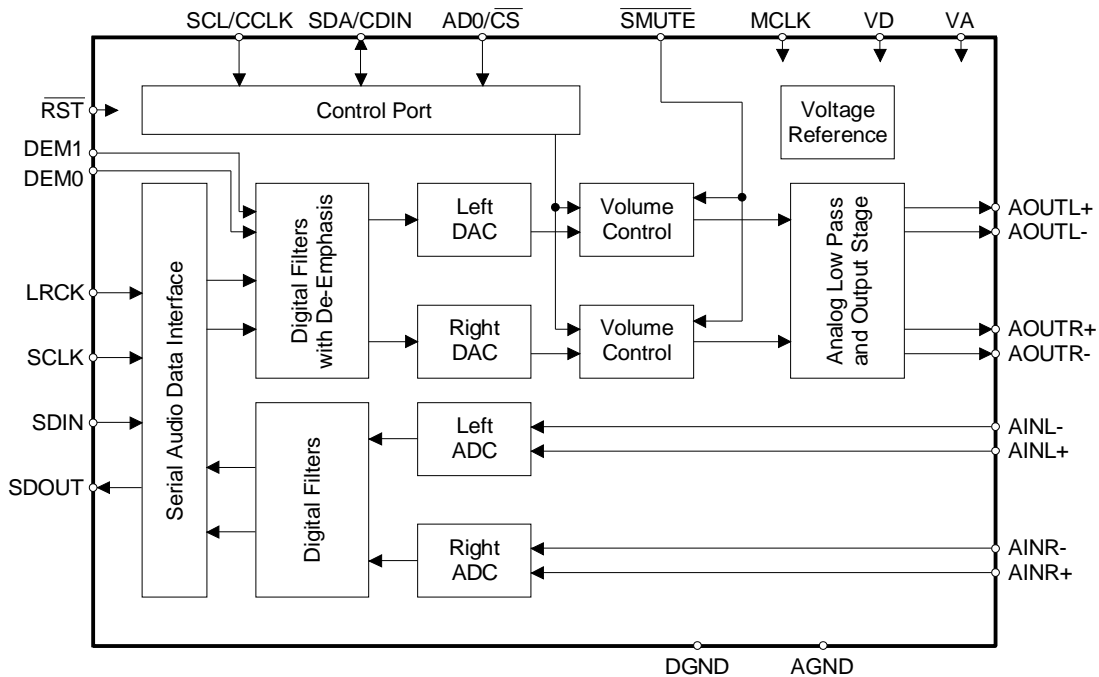 SCL/CCLK SDA/CDIN AD0/CS SMUTE MCLK VD VA
RST
Control Port
Voltage
Reference
DEM1
DEM0
Serial Audio Data Interface
Digital Filters
with De-Emphasis
Left
DAC
Volume
Control
Analog Low Pass
and Output Stage
AOUTL+
AOUTL-
LRCK
SCLK
Right
DAC
Volume
Control
AOUTR+
AOUTR-
SDIN
SDOUT
Digital Filters
Left
ADC
AINL-
AINL+
Right
ADC
AINR-
AINR+
DGND AGND